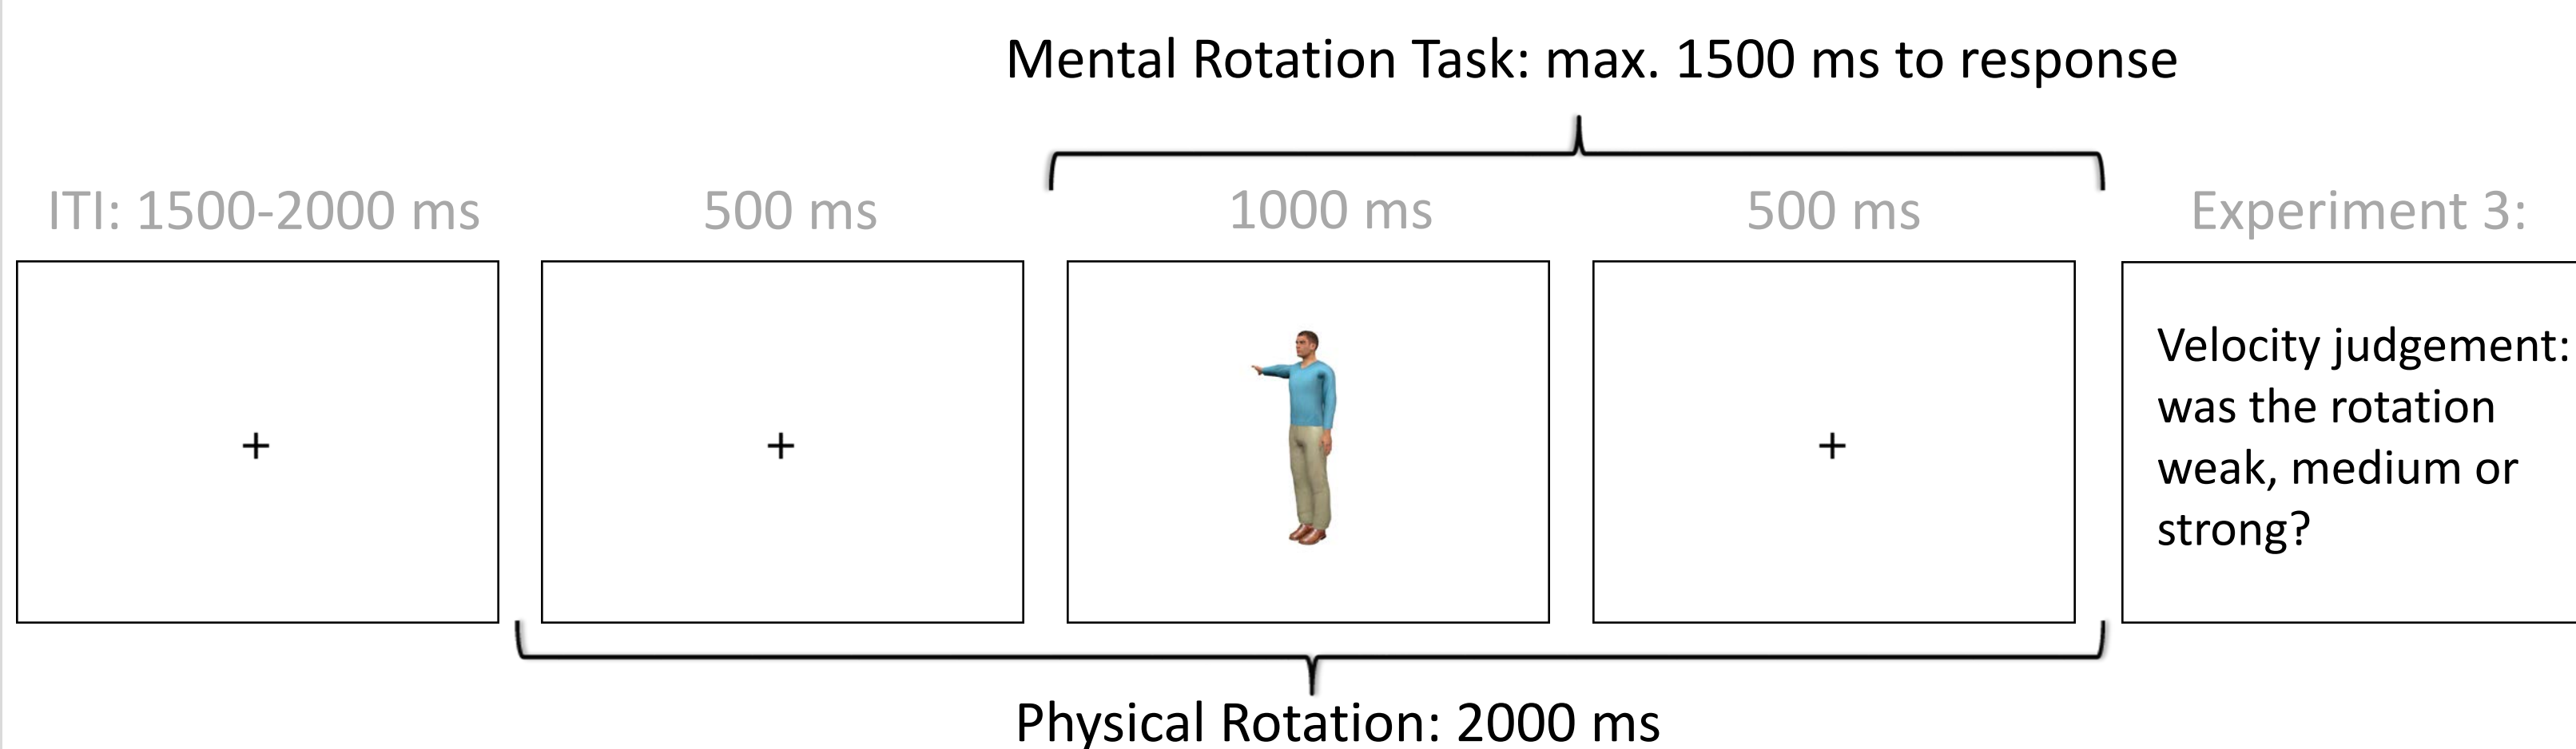 Mental Rotation Task: max. 1500 ms to response
ITI: 1500-2000 ms
500 ms
1000 ms
500 ms
Experiment 3:
+
+
+
Velocity judgement:
was the rotation
weak, medium or
strong?
Physical Rotation: 2000 ms